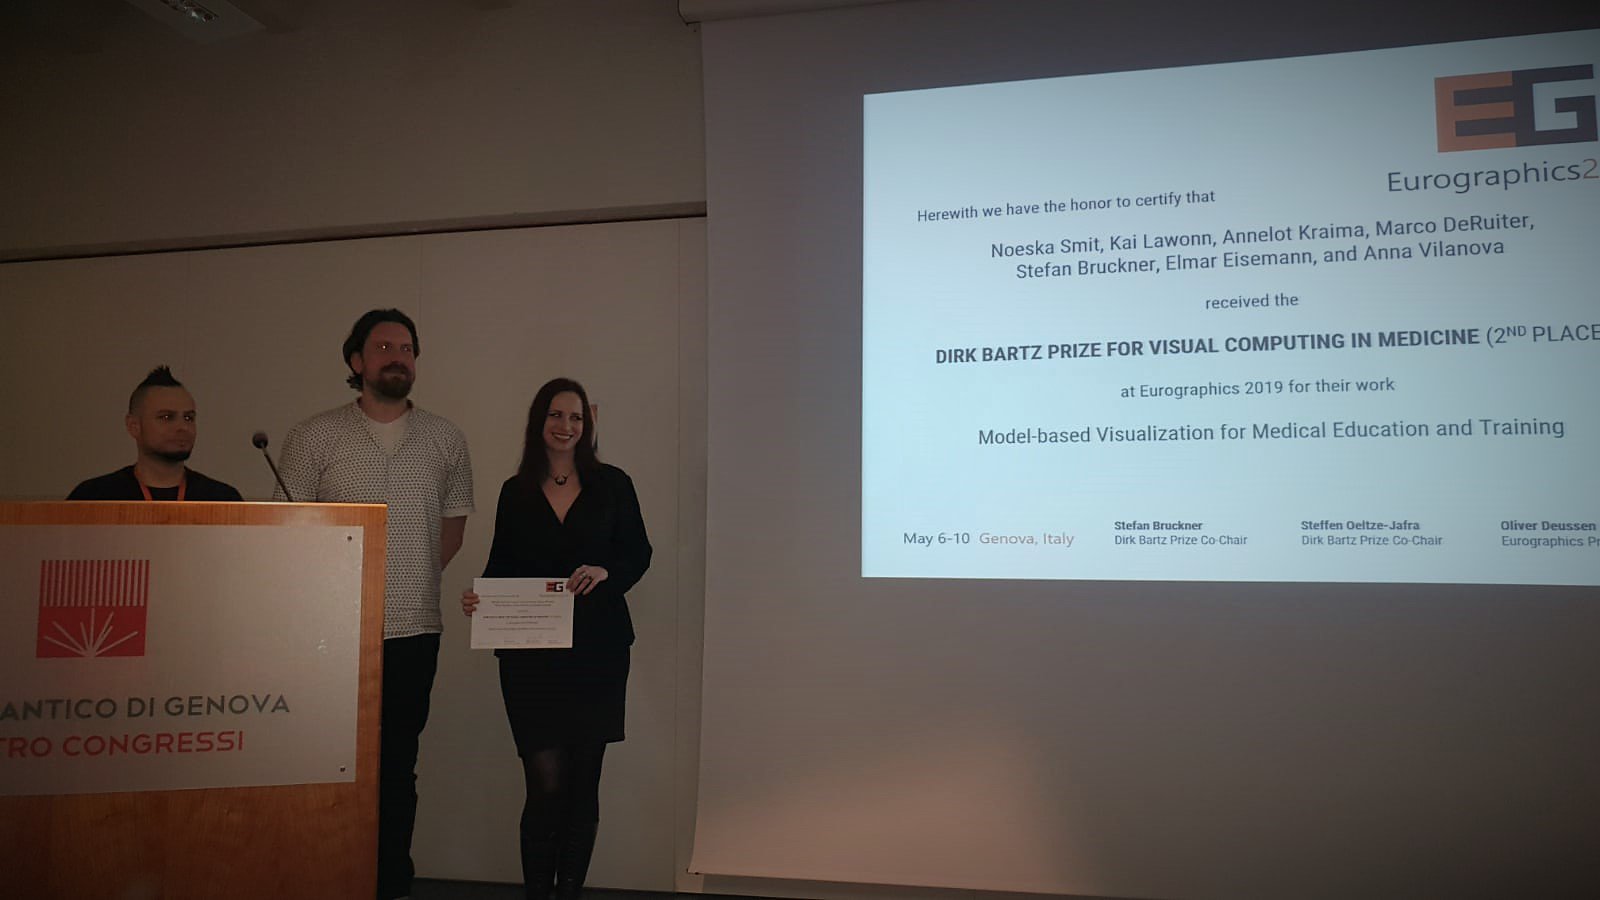 EG
Eurographics2
Herewith we have the honor to certify that
Noeska Smit, Kai Lawonn, Annelot Kraima, Marco DeRuiter,
Stefan Bruckner, Elmar Eisemann, and Anna Vilanova
received the
DIRK BARTZ PRIZE FOR VISUAL COMPUTING IN MEDICINE (2ND PLACE
at Eurographics 2019 for their work
Model-based Visualization for Medical Education and Training
May 6-10 Genova, Italy
Stefan Bruckner
Dirk Bartz Prize Co-Chair
Steffen Oeltze-Jafra
Dirk Bartz Prize Co-Chair
Oliver Deussen
Eurographics Pr
EG
ANTICO DI GENOVA
TRO CONGRESSI